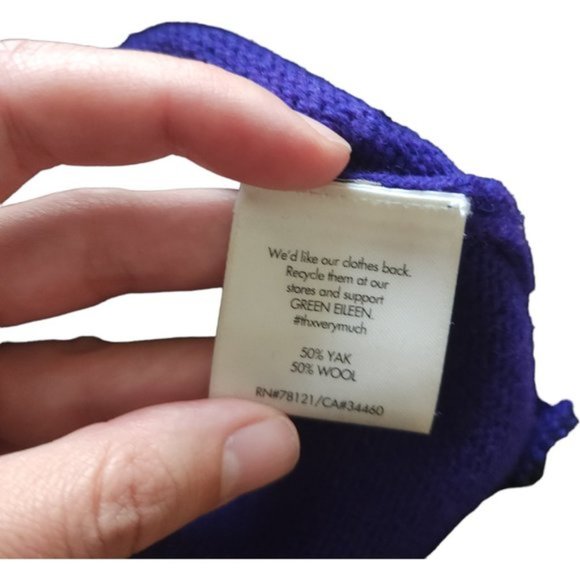 We'd like our clothes back.
Recycle them at our
stores and support
GREEN EILEEN.
#thxverymuch
50% YAK
50% WOOL
RN#78121/CA#34460